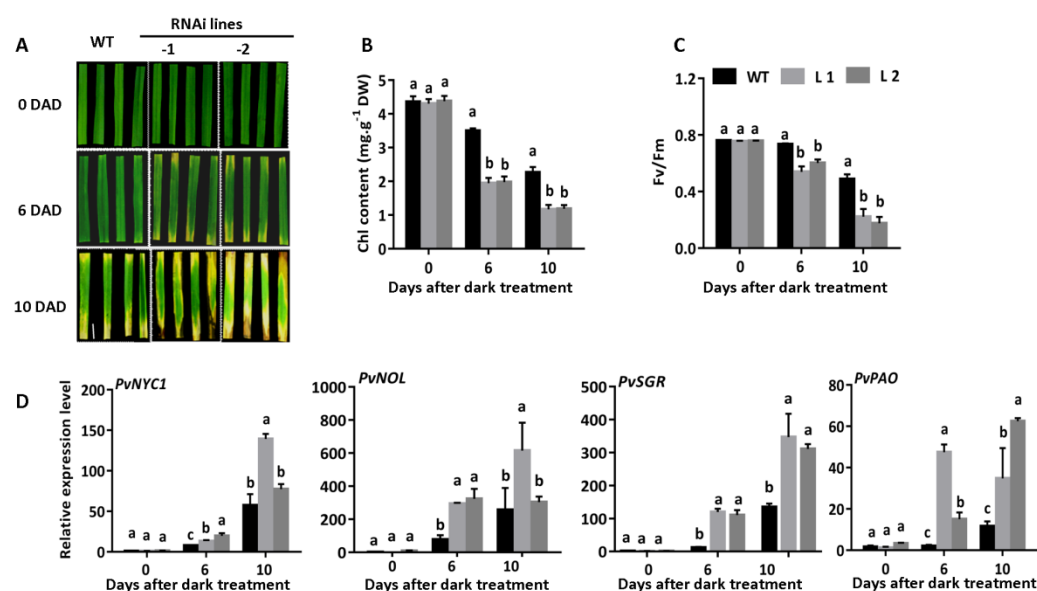 A
WT
RNAi lines
-1 -2
0 DAD
6 DAD
10 DAD
B
Chl content (mg.g⁻¹ DW)
5
4
3
2
1
0
a a a
a b b
a b b
0 6 10
Days after dark treatment
C
WT L 1 L 2
Fv/Fm
1.2
0.8
0.4
0.0
a a a
a b b
a b b
0 6 10
Days after dark treatment
D
Relative expression level
PvNYC1
200
150
100
50
0
a a a
c b a
b a b
0 6 10
Days after dark treatment
PvNOL
1000
800
600
400
200
0
a a a
b a a
b a b
0 6 10
Days after dark treatment
PvSGR
500
400
300
200
100
0
a a a
b a a
b a a
0 6 10
Days after dark treatment
PvPAO
80
60
40
20
0
a a a
c a b
c b a
0 6 10
Days after dark treatment